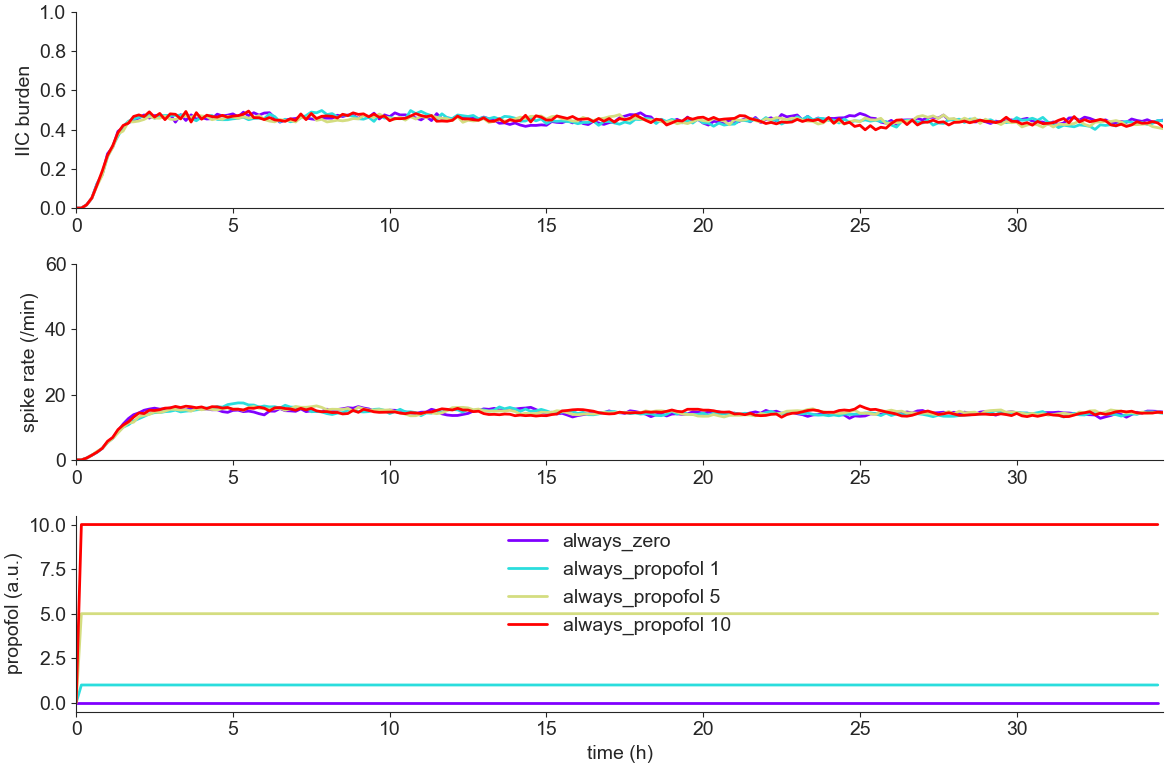 1.0
0.8
0.6
0.4
0.2
0.0
IIC burden
0 5 10 15 20 25 30
60
40
20
0
spike rate (/min)
0 5 10 15 20 25 30
10.0
7.5
5.0
2.5
0.0
propofol (a.u.)
always_zero
always_propofol 1
always_propofol 5
always_propofol 10
0 5 10 15 20 25 30
time (h)